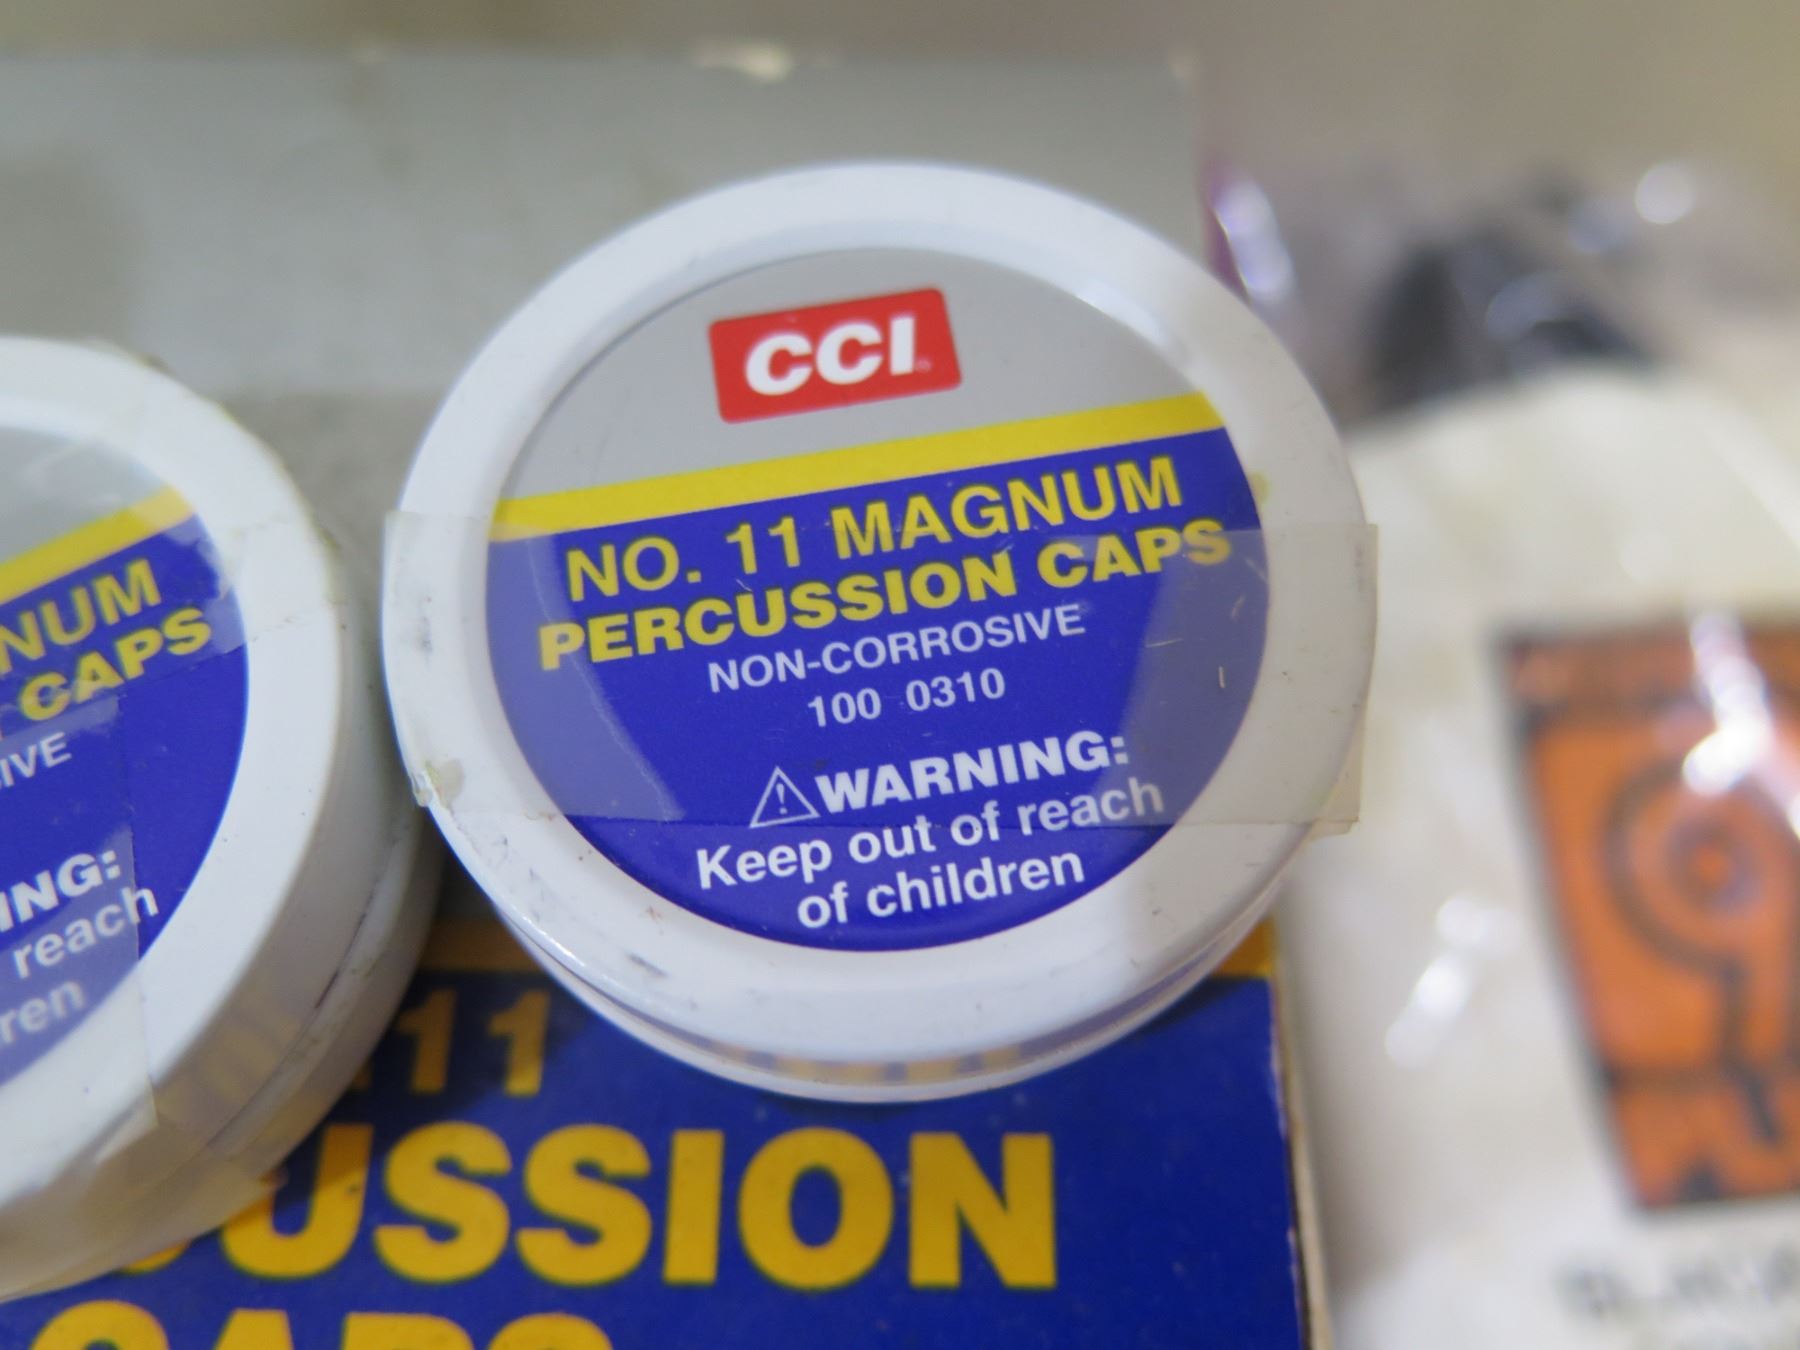 CCI
NO. 11 MAGNUM
PERCUSSION CAPS
NON-CORROSIVE
100 0310
WARNING:
Keep out of reach
of children
NUM
CAPS
IVE
ING:
reach
ren
11
USSION
CAPS